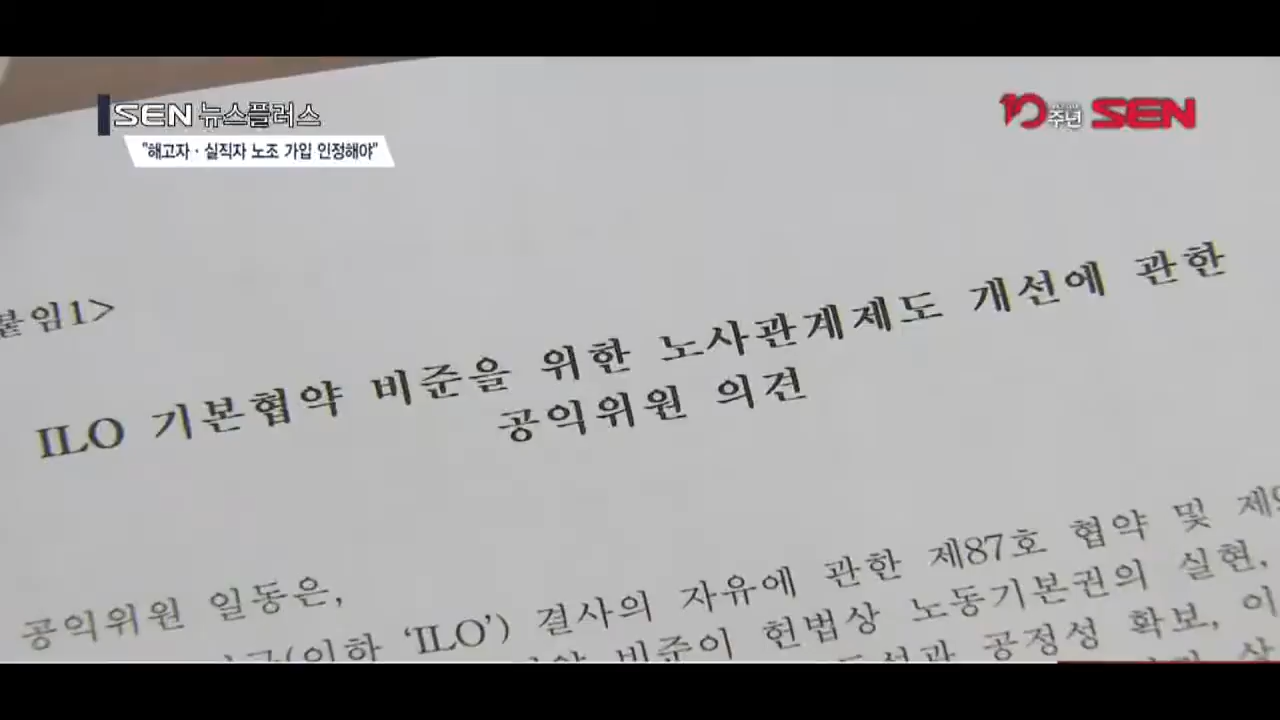 SEN 뉴스플러스
10주년 SEN
"해고자·실직자 노조 가입 인정해야"
붙임1>
ILO 기본협약 비준을 위한 노사관계제도 개선에 관한
공익위원 의견
공익위원 일동은,
(이하 'ILO') 결사의 자유에 관한 제87호 협약 및
비준이 헌법상 노동기본권의 실현,
공정성 확보,